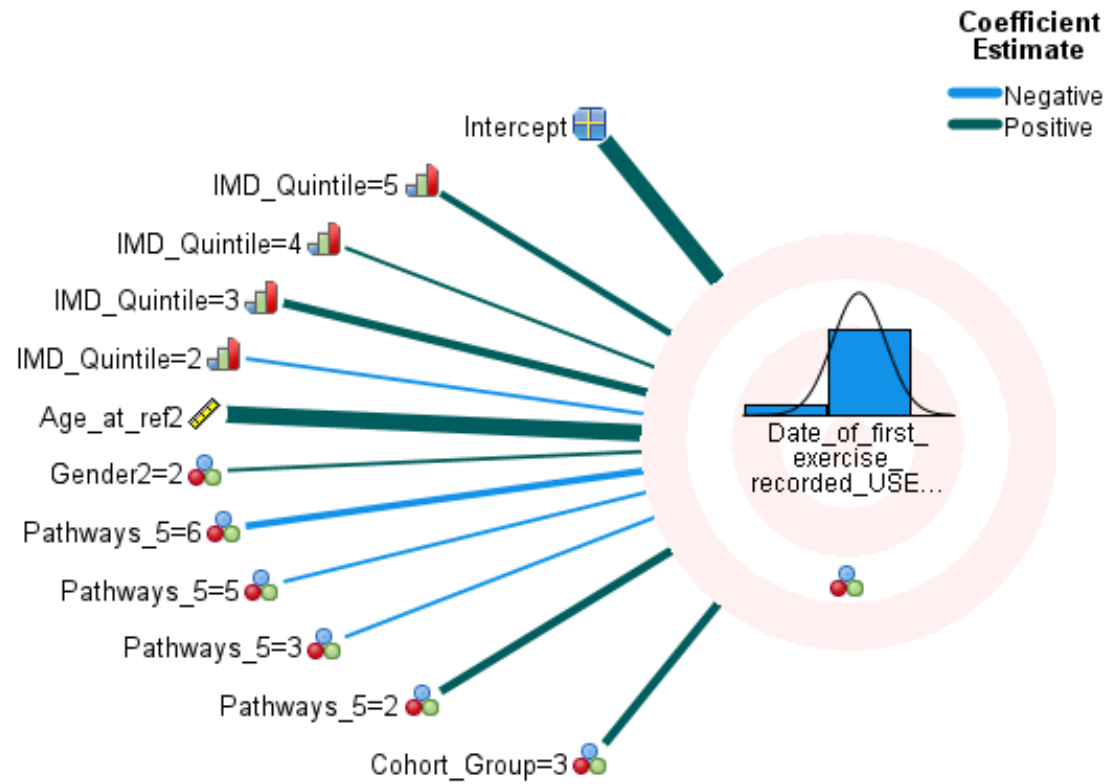 Coefficient
Estimate
Negative
Positive
Intercept
IMD_Quintile=5
IMD_Quintile=4
IMD_Quintile=3
IMD_Quintile=2
Age_at_ref2
Gender2=2
Pathways_5=6
Pathways_5=5
Pathways_5=3
Pathways_5=2
Cohort_Group=3
Date_of_first_
exercise_
recorded_USE...